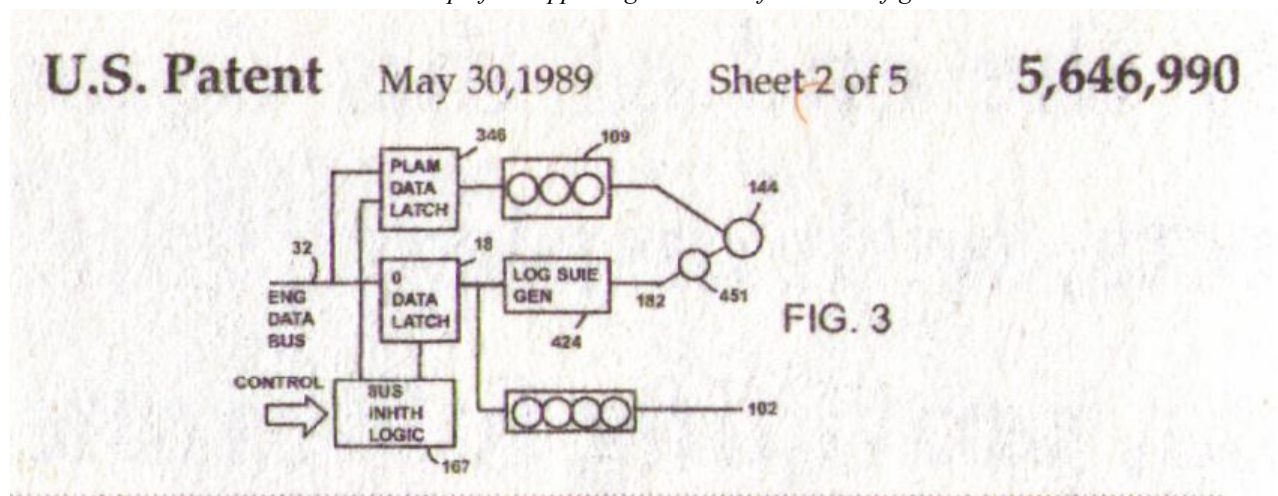 U.S. Patent May 30,1989 Sheet 2 of 5 5,646,990
346
109
PLAM
DATA
LATCH
144
32
18
0
DATA
LATCH
LOG SUIE
GEN
182
451
ENG
DATA
BUS
424
FIG. 3
CONTROL
INHTH
LOGIC
102
167